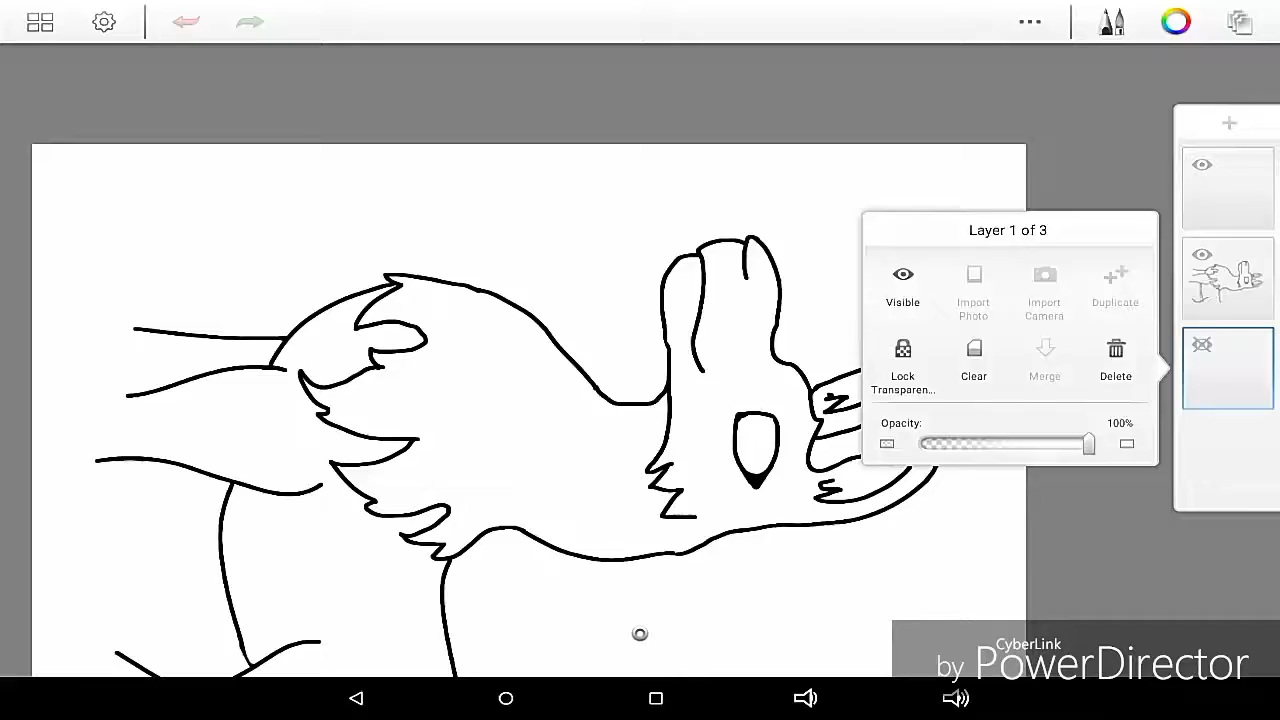 Layer 1 of 3
Visible
Import Photo
Import Camera
Duplicate
Lock Transparen...
Clear
Merge
Delete
Opacity:
100%
CyberLink
by PowerDirector